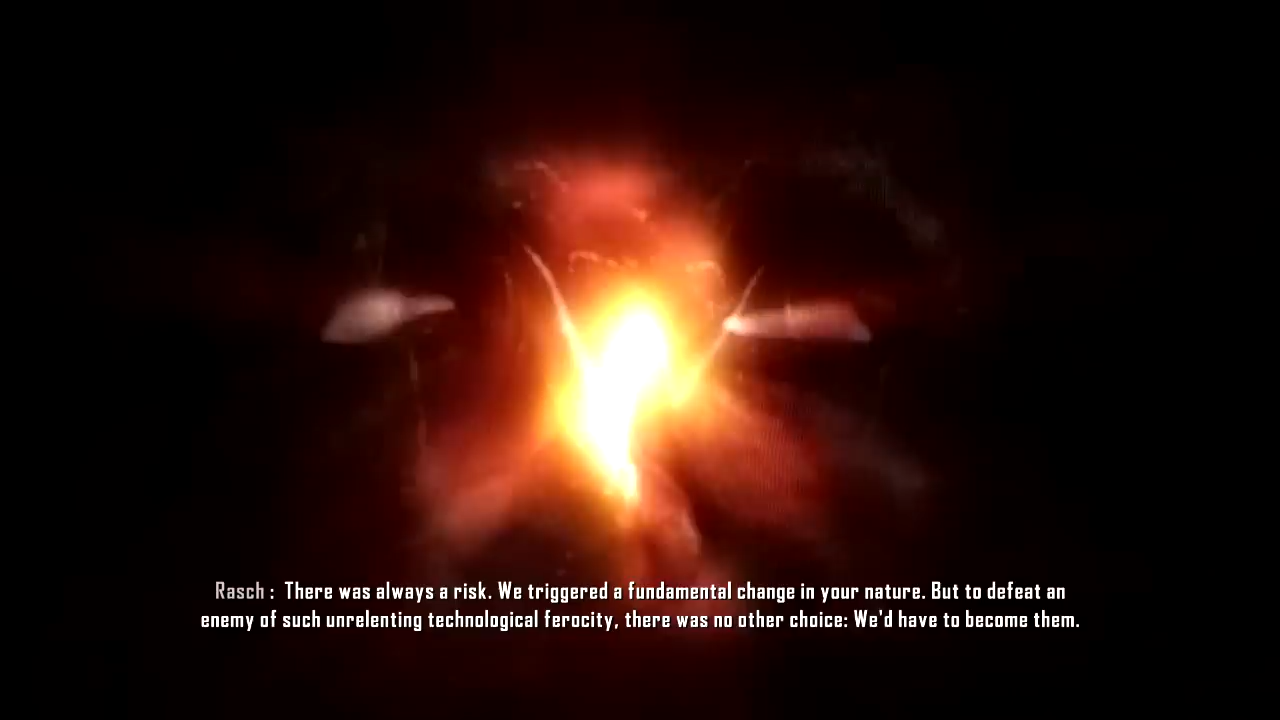 Rasch : There was always a risk. We triggered a fundamental change in your nature. But to defeat an
enemy of such unrelenting technological ferocity, there was no other choice: We'd have to become them.